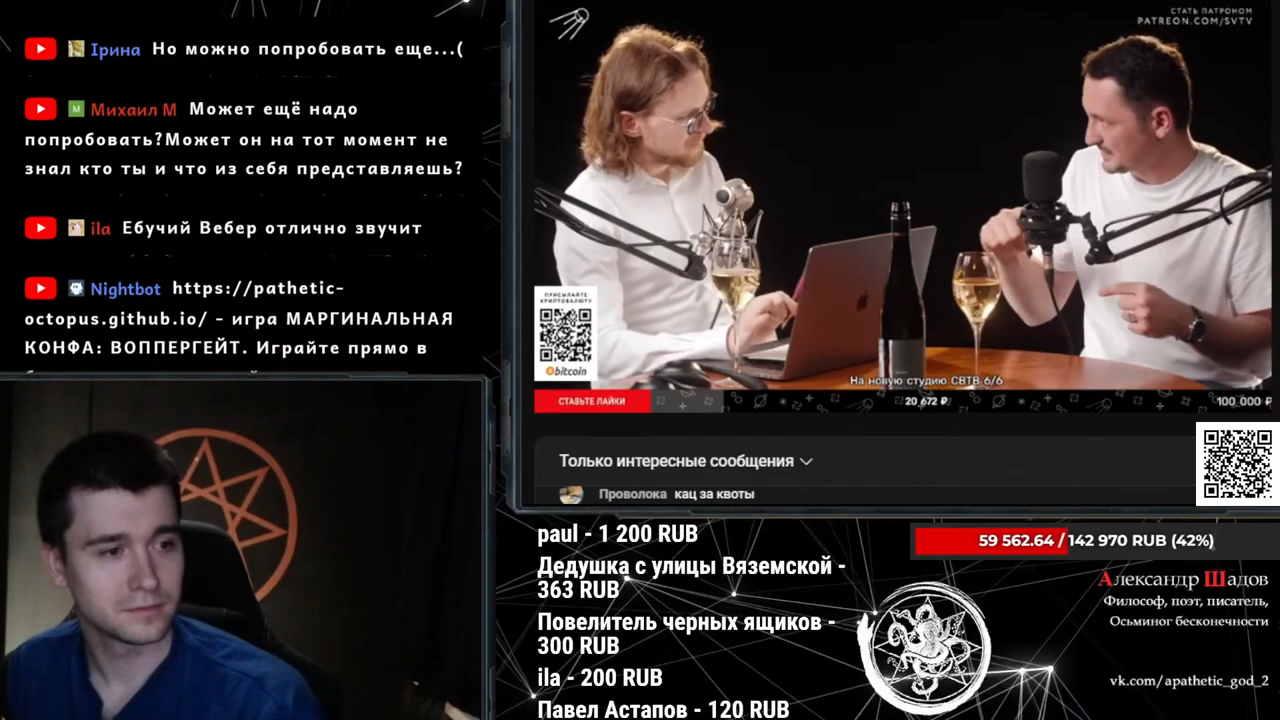 Ірина Но можно попробовать еще...(
М Михаил М Может ещё надо
попробовать?Может он на тот момент не
знал кто ты и что из себя представляешь?
ila Ебучий Вебер отлично звучит
Nightbot https://pathetic-
octopus.github.io/ - игра МАРГИНАЛЬНАЯ
КОНФА: ВОППЕРГЕЙТ. Играйте прямо в
СТАТЬ ПАТРОНОМ
PATREON.COM/SVTV
ПРИСЫЛАЙТЕ
КРИПТОВАЛЮТУ
bitcoin
На новую студию СВТВ 6/6
СТАВЬТЕ ЛАЙКИ
20 672 ₽
100 000 ₽
Только интересные сообщения
Проволока кац за квоты
paul - 1 200 RUB
Дедушка с улицы Вяземской -
363 RUB
Повелитель черных ящиков -
300 RUB
ila - 200 RUB
Павел Астапов - 120 RUB
59 562.64 / 142 970 RUB (42%)
Александр Шадов
Философ, поэт, писатель,
Осьминог бесконечности
vk.com/apathetic_god_2